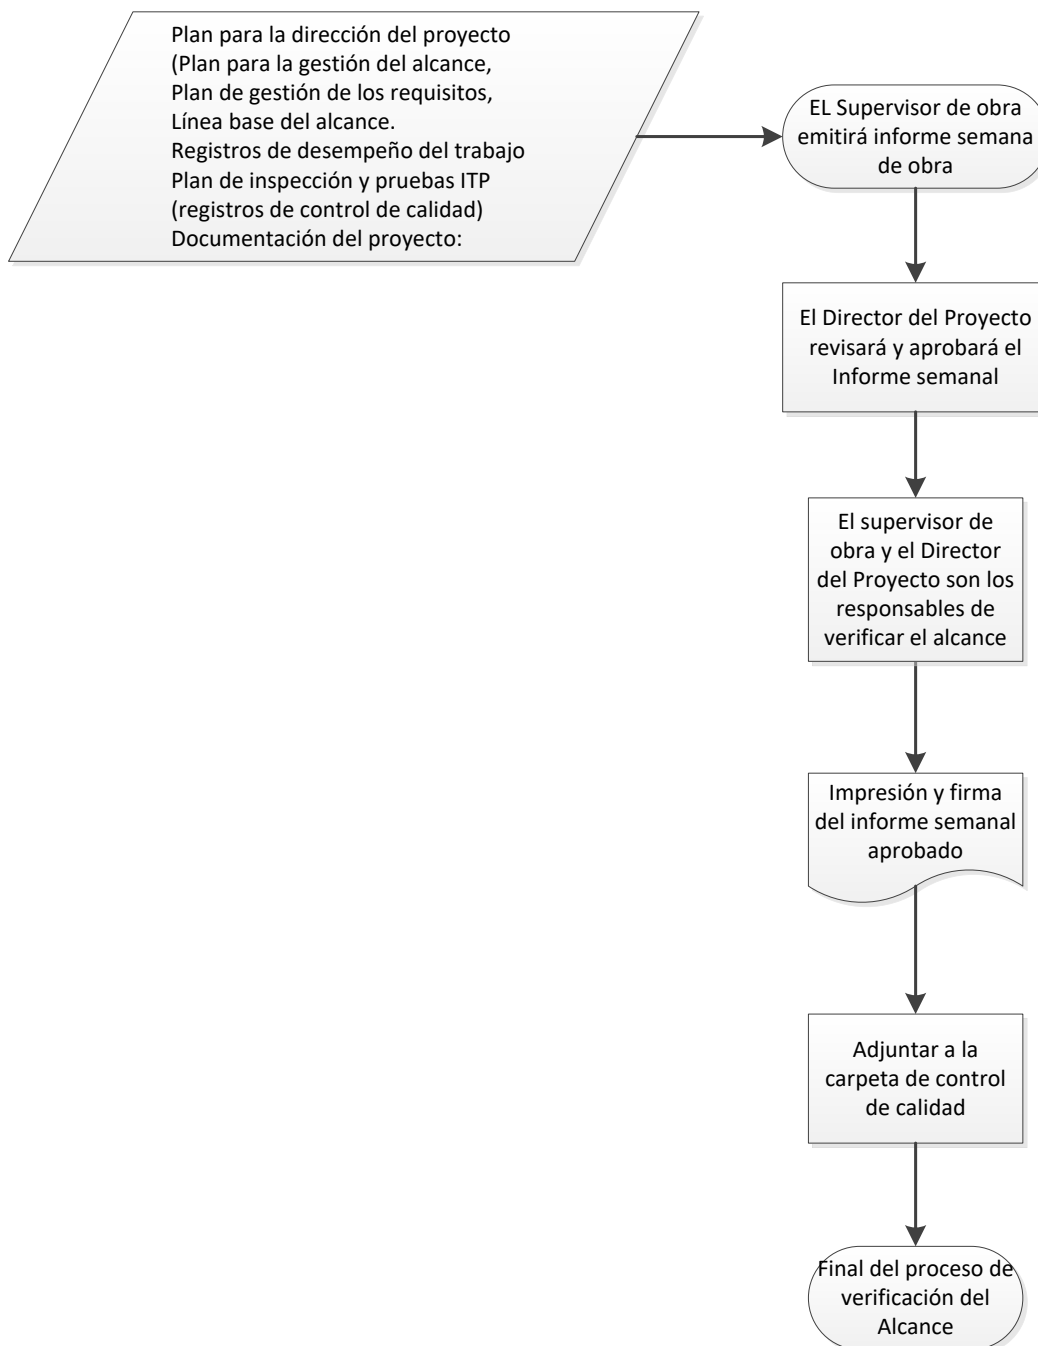 Plan para la dirección del proyecto
(Plan para la gestión del alcance,
Plan de gestión de los requisitos,
Línea base del alcance.
Registros de desempeño del trabajo
Plan de inspección y pruebas ITP
(registros de control de calidad)
Documentación del proyecto:
EL Supervisor de obra
emitirá informe semana
de obra
El Director del Proyecto
revisará y aprobará el
Informe semanal
El supervisor de
obra y el Director
del Proyecto son los
responsables de
verificar el alcance
Impresión y firma
del informe semanal
aprobado
Adjuntar a la
carpeta de control
de calidad
Final del proceso de
verificación del
Alcance